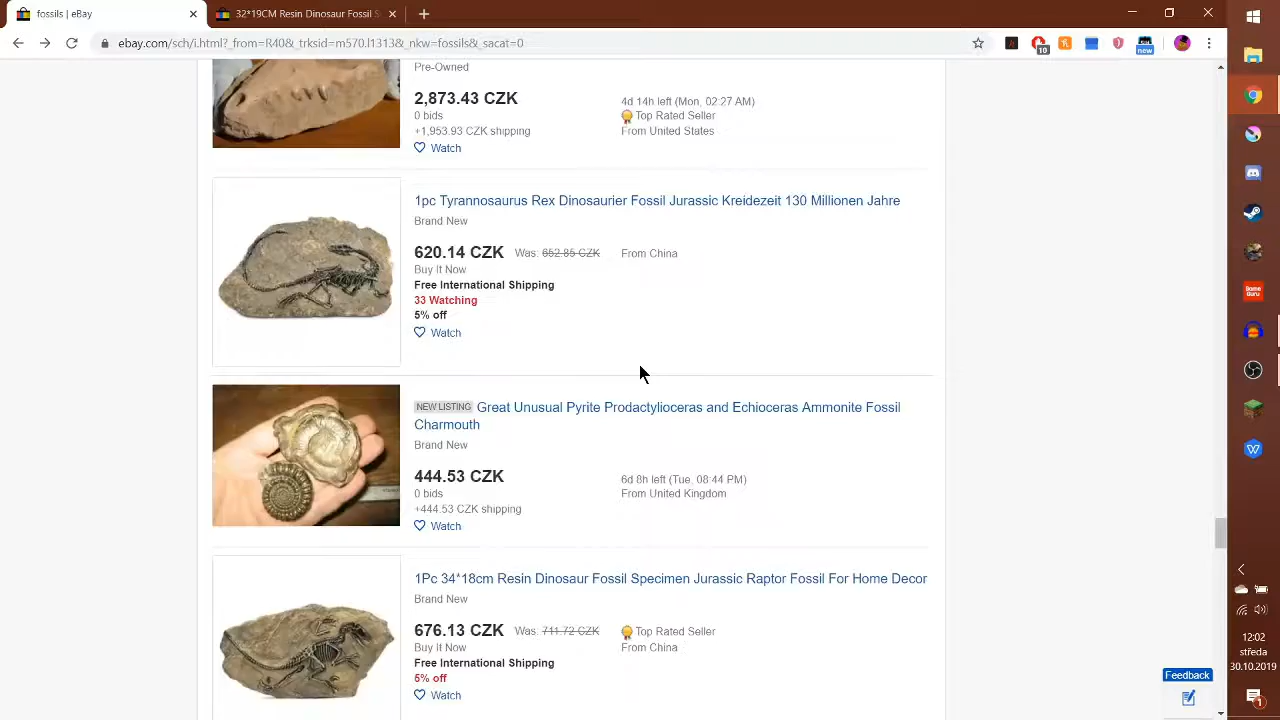 fossils | eBay
32*19CM Resin Dinosaur Fossil S
ebay.com/sch/i.html?_from=R40&_trksid=m570.l1313&_nkw=fossils&_sacat=0
10
new
Pre-Owned
2,873.43 CZK
0 bids
+1,953.93 CZK shipping
Watch
4d 14h left (Mon, 02:27 AM)
Top Rated Seller
From United States
1pc Tyrannosaurus Rex Dinosaurier Fossil Jurassic Kreidezeit 130 Millionen Jahre
Brand New
620.14 CZK Was: 652.85 CZK
Buy It Now
Free International Shipping
33 Watching
5% off
Watch
From China
NEW LISTING Great Unusual Pyrite Prodactylioceras and Echioceras Ammonite Fossil
Charmouth
Brand New
444.53 CZK
0 bids
+444.53 CZK shipping
Watch
6d 8h left (Tue, 08:44 PM)
From United Kingdom
1Pc 34*18cm Resin Dinosaur Fossil Specimen Jurassic Raptor Fossil For Home Decor
Brand New
676.13 CZK Was: 711.72 CZK
Buy It Now
Free International Shipping
5% off
Watch
Top Rated Seller
From China
Feedback
12:02
středa
30.10.2019
1